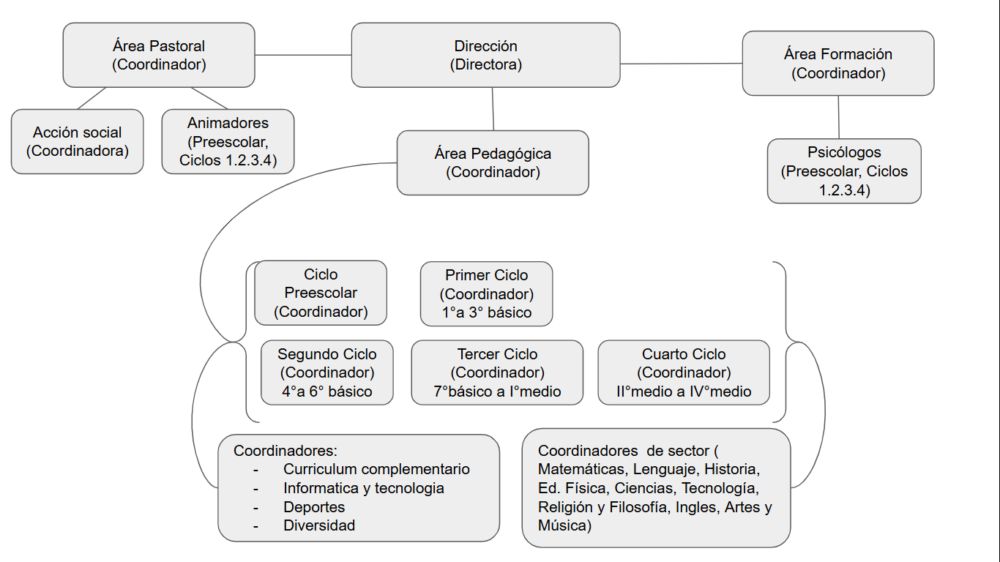 Área Pastoral
(Coordinador)
Dirección
(Directora)
Área Formación
(Coordinador)
Acción social
(Coordinadora)
Animadores
(Preescolar,
Ciclos 1.2.3.4)
Área Pedagógica
(Coordinador)
Psicólogos
(Preescolar, Ciclos
1.2.3.4)
Ciclo
Preescolar
(Coordinador)
Primer Ciclo
(Coordinador)
1°a 3° básico
Segundo Ciclo
(Coordinador)
4°a 6° básico
Tercer Ciclo
(Coordinador)
7°básico a I°medio
Cuarto Ciclo
(Coordinador)
II°medio a IV°medio
Coordinadores:
- Curriculum complementario
- Informatica y tecnologia
- Deportes
- Diversidad
Coordinadores de sector (
Matemáticas, Lenguaje, Historia,
Ed. Física, Ciencias, Tecnología,
Religión y Filosofía, Ingles, Artes y
Música)